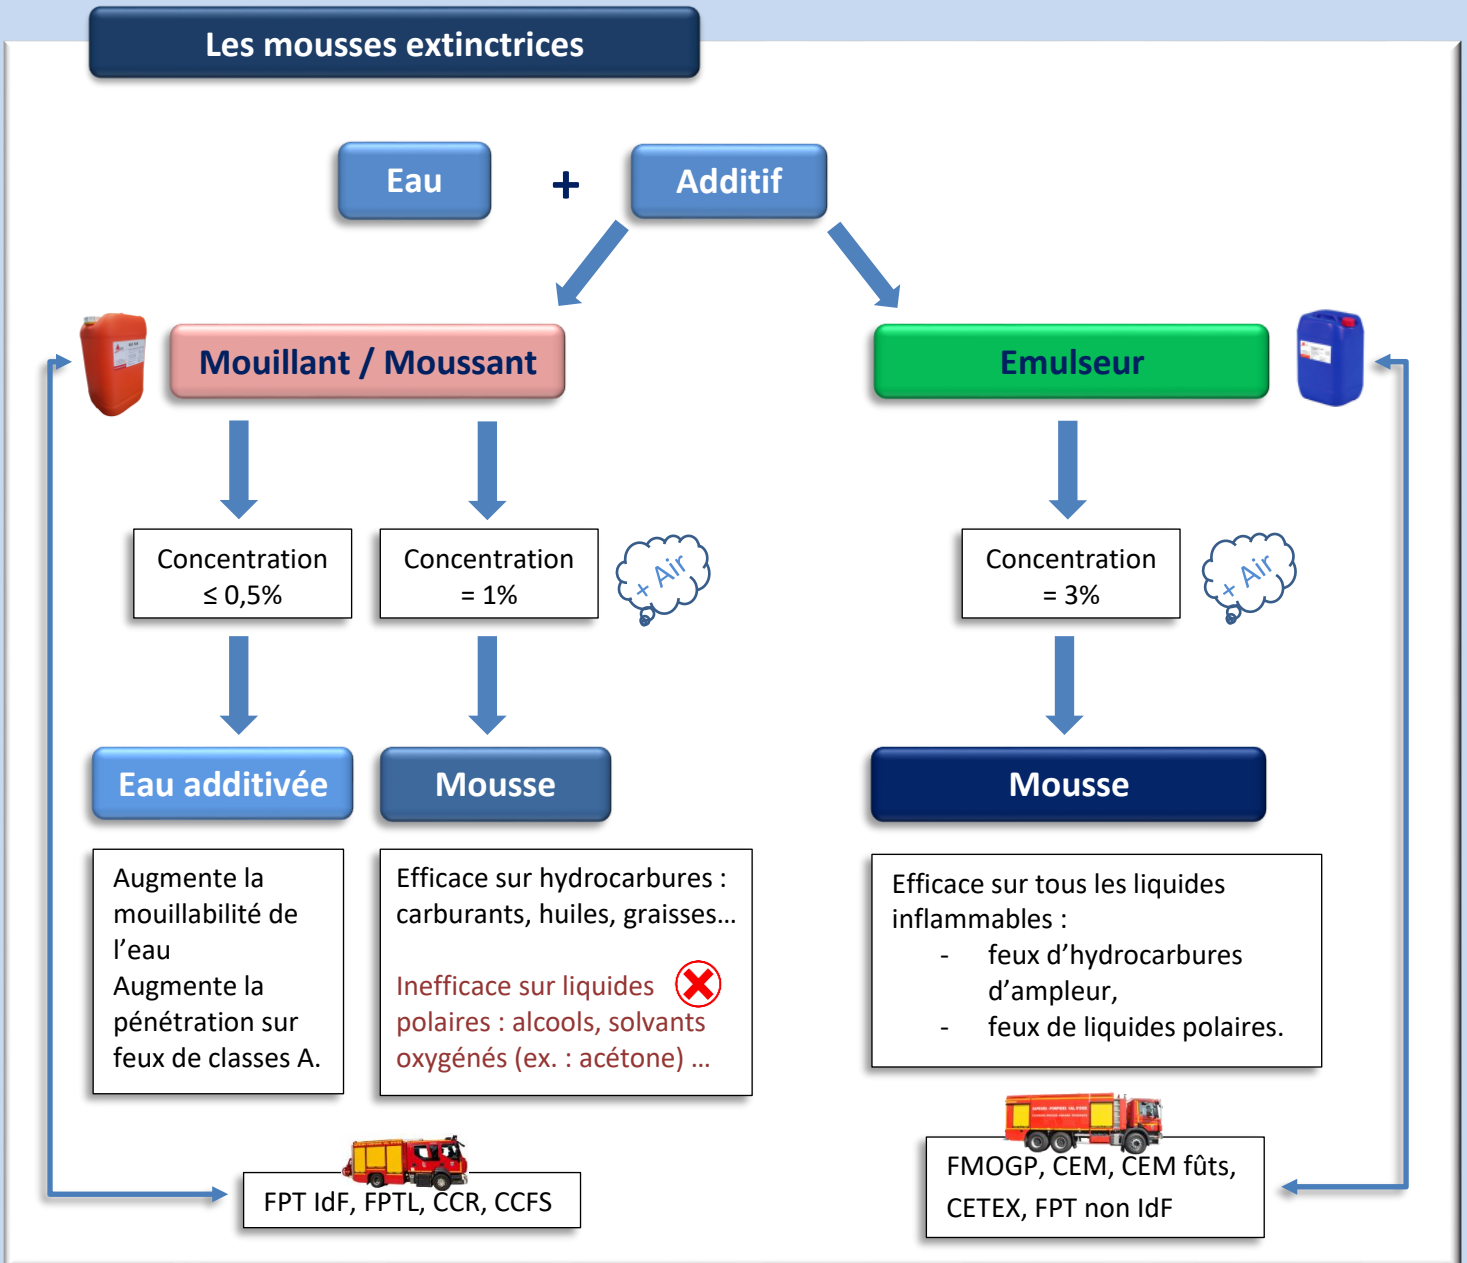 Les mousses extinctrices
Eau
+
Additif
Mouillant / Moussant
Emulseur
Concentration
≤ 0,5%
Concentration
= 1%
+ Air
Concentration
= 3%
+ Air
Eau additivée
Mousse
Mousse
Augmente la
mouillabilité de
l’eau
Augmente la
pénétration sur
feux de classes A.
Efficace sur hydrocarbures :
carburants, huiles, graisses…
Inefficace sur liquides
polaires : alcools, solvants
oxygénés (ex. : acétone) …
Efficace sur tous les liquides
inflammables :
- feux d’hydrocarbures
d’ampleur,
- feux de liquides polaires.
FPT IdF, FPTL, CCR, CCFS
FMOGP, CEM, CEM fûts,
CETEX, FPT non IdF